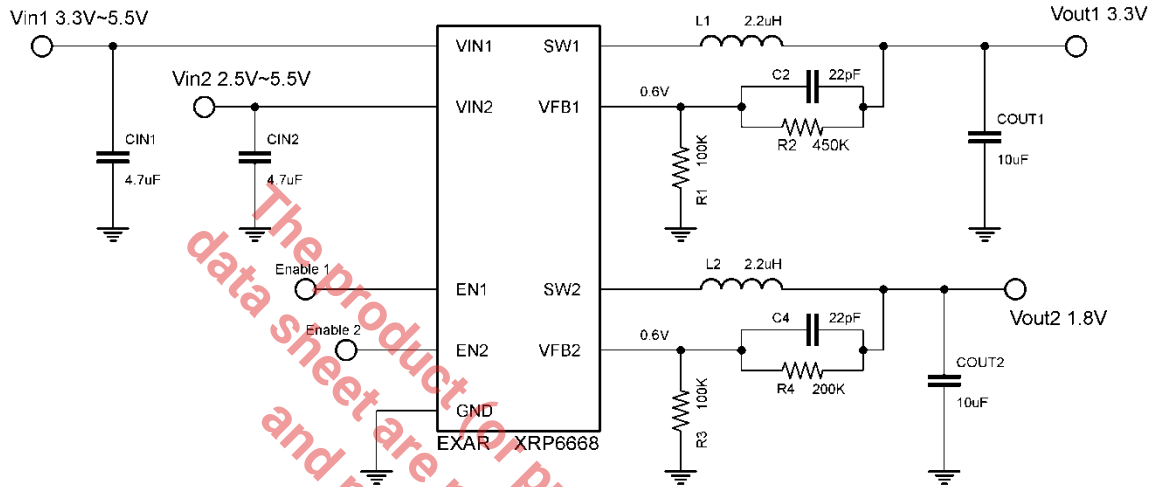 Vin1 3.3V~5.5V
Vin2 2.5V~5.5V
CIN1
4.7uF
CIN2
4.7uF
Enable 1
Enable 2
VIN1
VIN2
EN1
EN2
GND
SW1
VFB1
SW2
VFB2
EXAR XRP6668
L1 2.2uH
Vout1 3.3V
C2 22pF
0.6V
R2 450K
R1 100K
COUT1
10uF
L2 2.2uH
Vout2 1.8V
C4 22pF
0.6V
R4 200K
R3 100K
COUT2
10uF
The product (or pr
data sheet are
and